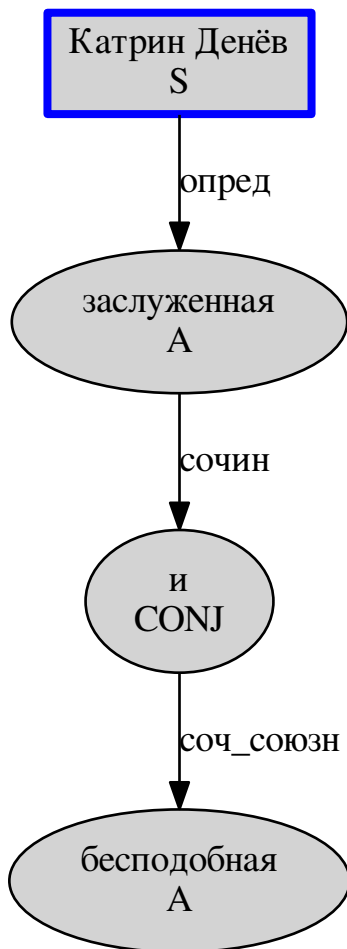 Катрин Денёв
S
опред
заслуженная
A
сочин
и
CONJ
соч_союзн
бесподобная
A